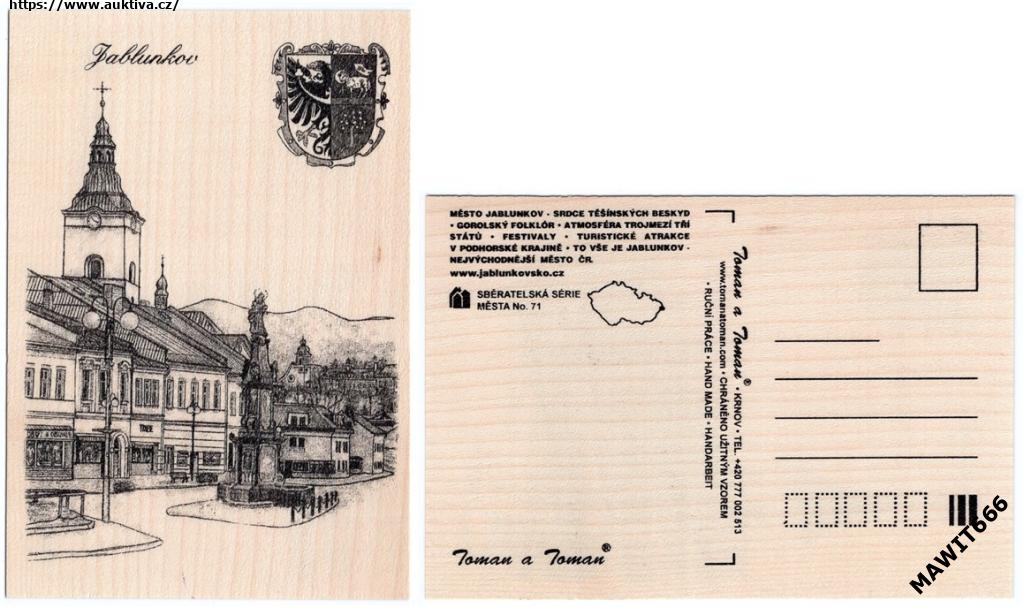 https://www.auktiva.cz/
Jablunkov
MĚSTO JABLUNKOV · SRDCE TĚŠÍNSKÝCH BESKYD
· GOROLSKÝ FOLKLÓR · ATMOSFÉRA TROJMEZÍ TŘÍ
STÁTŮ · FESTIVALY · TURISTICKÉ ATRAKCE
V PODHORSKÉ KRAJINĚ · TO VŠE JE JABLUNKOV ·
NEJVÝCHODNĚJŠÍ MĚSTO ČR.
www.jablunkovsko.cz
SBĚRATELSKÁ SÉRIE
MĚSTA No. 71
Toman a Toman® · KRNOV · TEL. +420 777 002 513
www.tomanatoman.com · CHRÁNĚNO UŽITNÝM VZOREM
· RUČNÍ PRÁCE · HAND MADE · HANDARBEIT
Toman a Toman®
MAWIT666